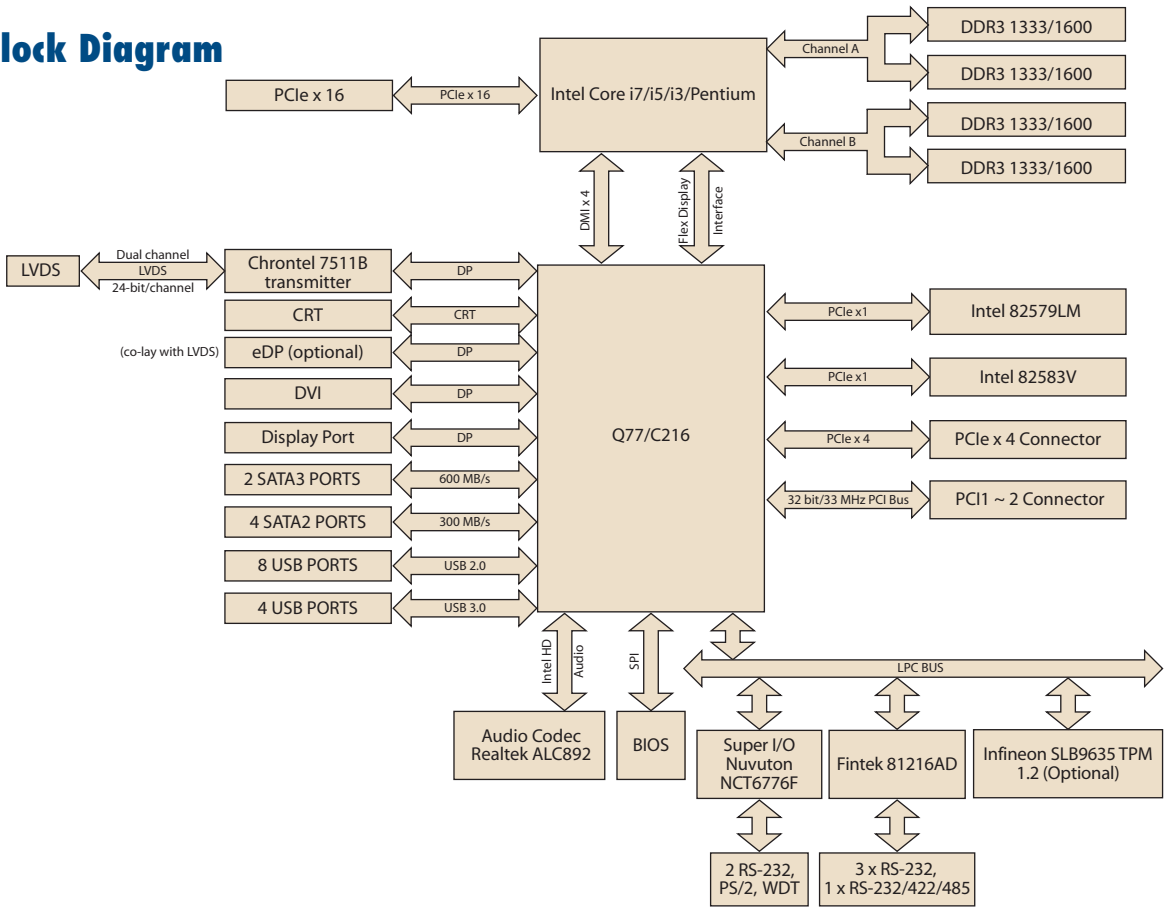 lock Diagram
DDR3 1333/1600
Channel A
DDR3 1333/1600
PCIe x 16
PCIe x 16
Intel Core i7/i5/i3/Pentium
DDR3 1333/1600
Channel B
DDR3 1333/1600
DMI x 4
Flex Display
Interface
LVDS
Dual channel
LVDS
24-bit/channel
Chrontel 7511B
transmitter
DP
CRT
CRT
(co-lay with LVDS)
eDP (optional)
DP
DVI
DP
Display Port
DP
2 SATA3 PORTS
600 MB/s
4 SATA2 PORTS
300 MB/s
8 USB PORTS
USB 2.0
4 USB PORTS
USB 3.0
Q77/C216
PCIe x1
Intel 82579LM
PCIe x1
Intel 82583V
PCIe x 4
PCIe x 4 Connector
32 bit/33 MHz PCI Bus
PCI1 ~ 2 Connector
Intel HD
Audio
SPI
LPC BUS
Audio Codec
Realtek ALC892
BIOS
Super I/O
Nuvuton
NCT6776F
Fintek 81216AD
Infineon SLB9635 TPM
1.2 (Optional)
2 RS-232,
PS/2, WDT
3 x RS-232,
1 x RS-232/422/485